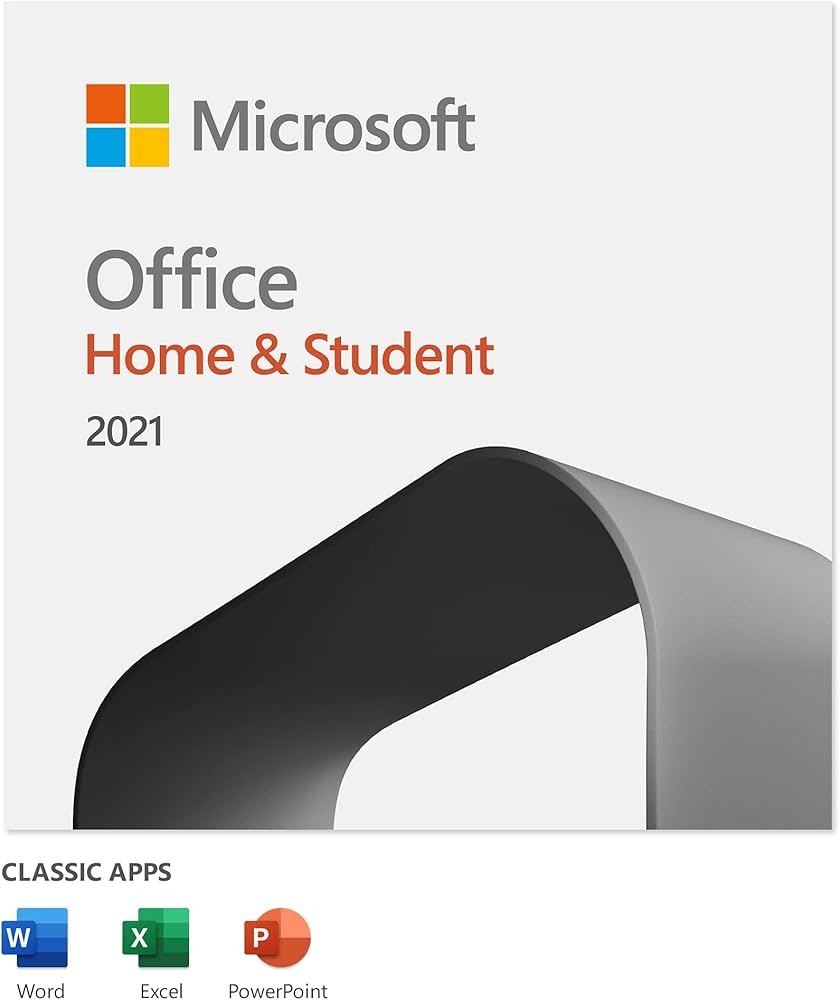 Microsoft
Office
Home & Student
2021
CLASSIC APPS
W X P
Word Excel PowerPoint